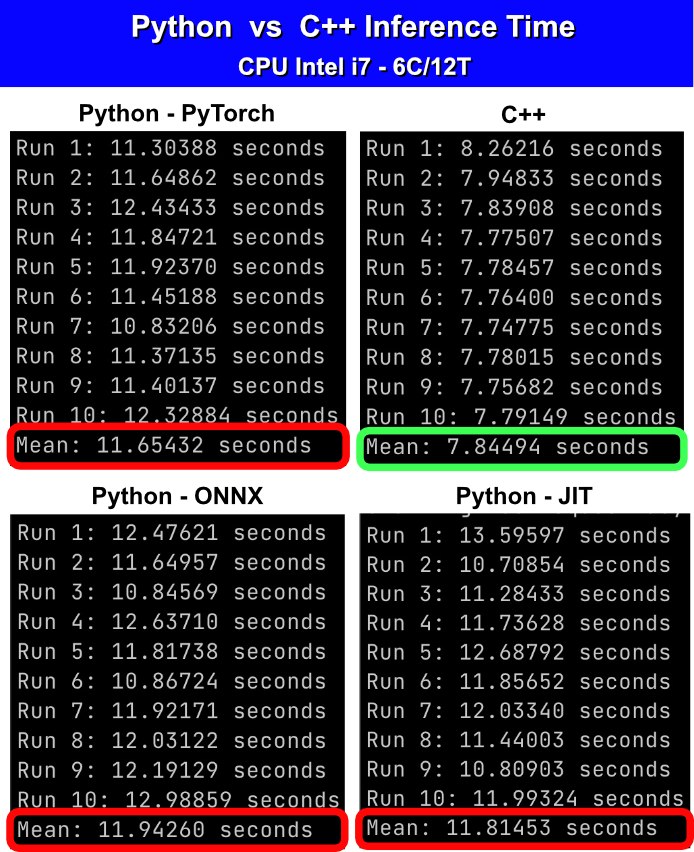 Python vs C++ Inference Time
CPU Intel i7 - 6C/12T
Python - PyTorch
Run 1: 11.30388 seconds
Run 2: 11.64862 seconds
Run 3: 12.43433 seconds
Run 4: 11.84721 seconds
Run 5: 11.92370 seconds
Run 6: 11.45188 seconds
Run 7: 10.83206 seconds
Run 8: 11.37135 seconds
Run 9: 11.40137 seconds
Run 10: 12.32884 seconds
Mean: 11.65432 seconds
C++
Run 1: 8.26216 seconds
Run 2: 7.94833 seconds
Run 3: 7.83908 seconds
Run 4: 7.77507 seconds
Run 5: 7.78457 seconds
Run 6: 7.76400 seconds
Run 7: 7.74775 seconds
Run 8: 7.78015 seconds
Run 9: 7.75682 seconds
Run 10: 7.79149 seconds
Mean: 7.84494 seconds
Python - ONNX
Run 1: 12.47621 seconds
Run 2: 11.64957 seconds
Run 3: 10.84569 seconds
Run 4: 12.63710 seconds
Run 5: 11.81738 seconds
Run 6: 10.86724 seconds
Run 7: 11.92171 seconds
Run 8: 12.03122 seconds
Run 9: 12.19129 seconds
Run 10: 12.98859 seconds
Mean: 11.94260 seconds
Python - JIT
Run 1: 13.59597 seconds
Run 2: 10.70854 seconds
Run 3: 11.28433 seconds
Run 4: 11.73628 seconds
Run 5: 12.68792 seconds
Run 6: 11.85652 seconds
Run 7: 12.03340 seconds
Run 8: 11.44003 seconds
Run 9: 10.80903 seconds
Run 10: 11.99324 seconds
Mean: 11.81453 seconds